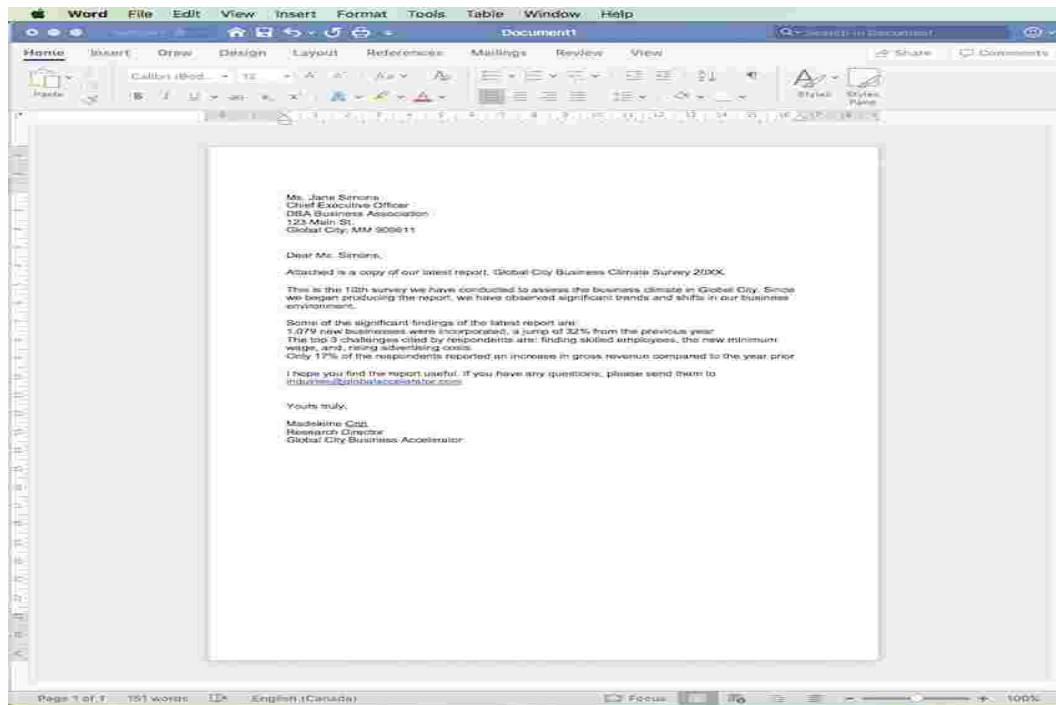 Word File Edit View Insert Format Tools Table Window Help
Document1
Search in Document
Home Insert Draw Design Layout References Mailings Review View Share Comments
Paste Calibri (Bod... 12 Styles Styles Pane
Ms. Jane Simons
Chief Executive Officer
DBA Business Association
123 Main St.
Global City, MM 909611
Dear Ms. Simons,
Attached is a copy of our latest report, Global City Business Climate Survey 20XX.
This is the 10th survey we have conducted to assess the business climate in Global City. Since
we began producing the report, we have observed significant trends and shifts in our business
environment.
Some of the significant findings of the latest report are:
1,079 new businesses were incorporated, a jump of 32% from the previous year
The top 3 challenges cited by respondents are: finding skilled employees, the new minimum
wage, and, rising advertising costs.
Only 17% of the respondents reported an increase in gross revenue compared to the year prior
I hope you find the report useful. If you have any questions, please send them to
inquiries@globalaccelerator.com
Yours truly,
Madeleine
Research Director
Global City Business Accelerator
Page 1 of 1 151 words English (Canada) Focus 100%